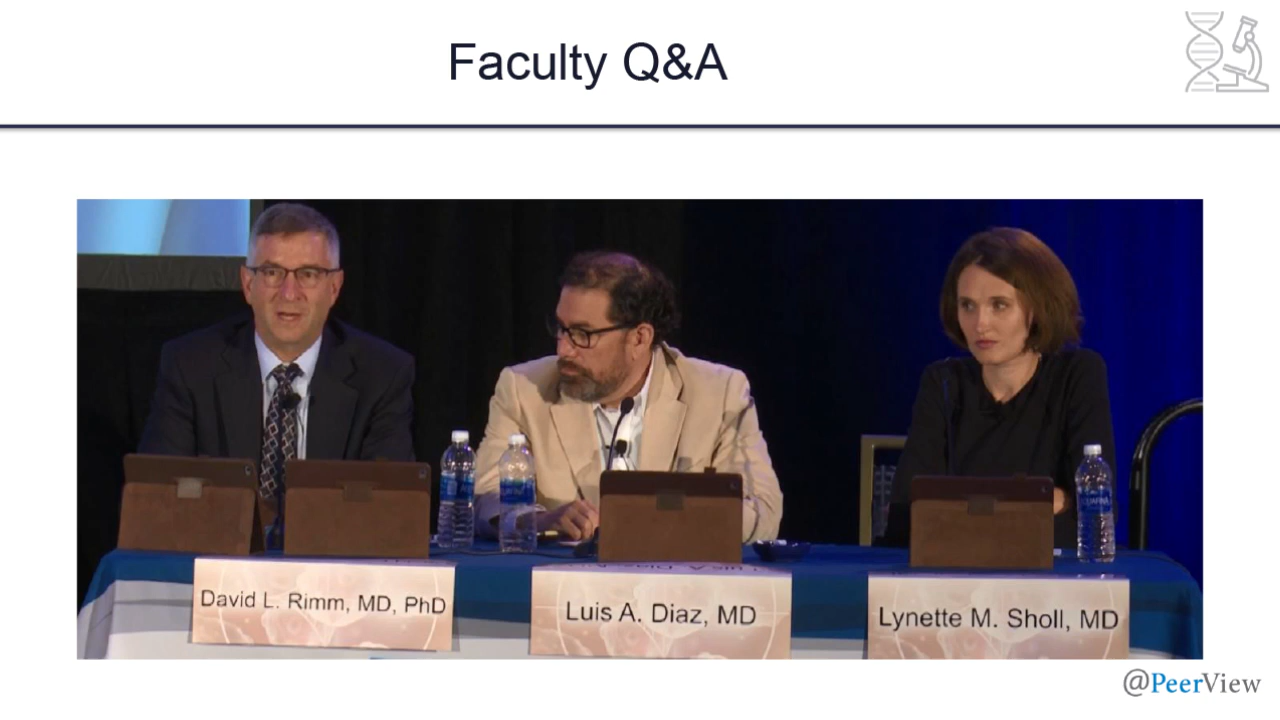 Faculty Q&A
David L. Rimm, MD, PhD
Luis A. Diaz, MD
Lynette M. Sholl, MD
@PeerView